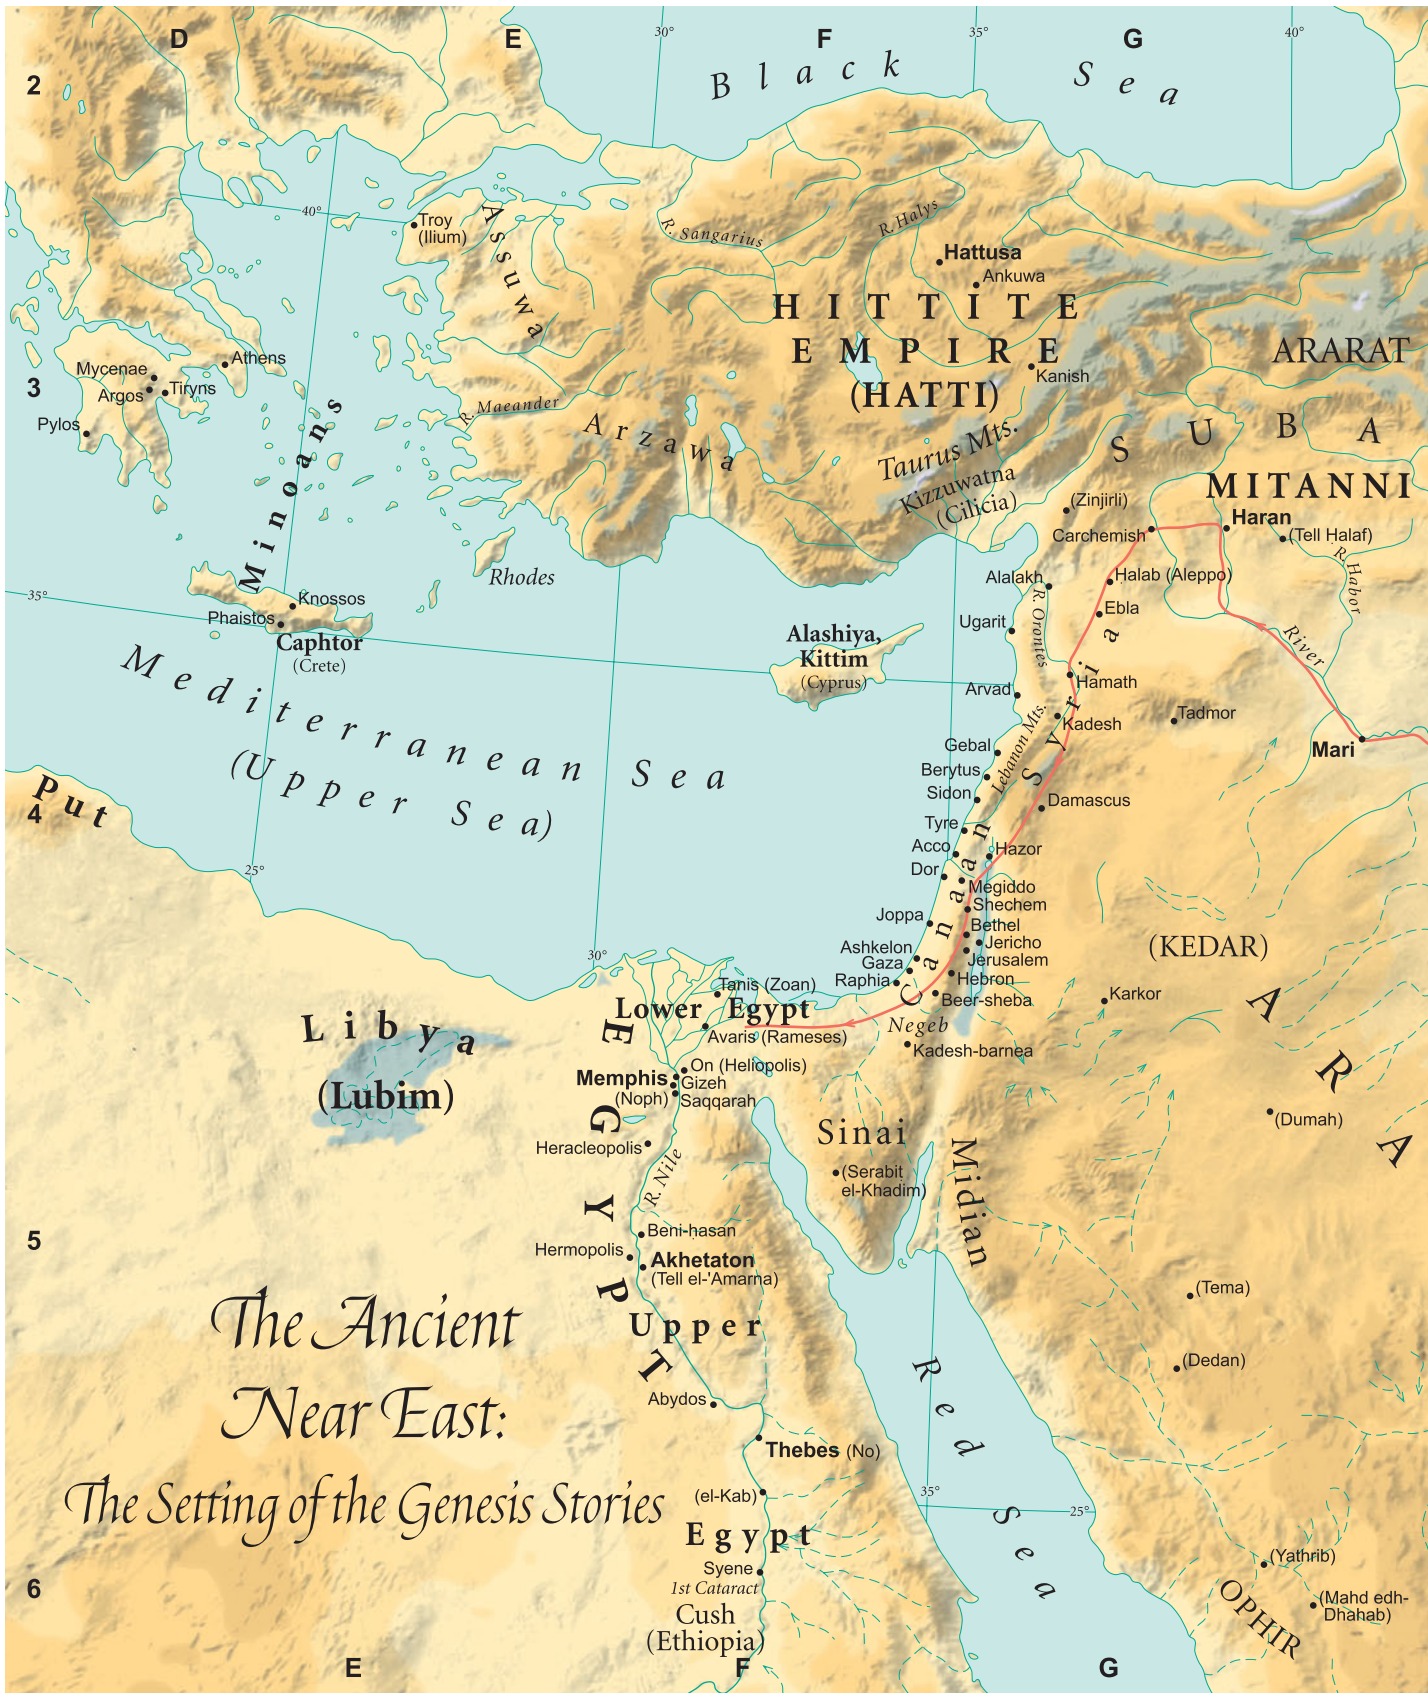 D
E
30°
F
35°
G
40°
2
Black Sea
40°
Troy
(Ilium)
Assuwa
R. Sangarius
R. Halys
Hattusa
Ankuwa
HITTITE
EMPIRE
(HATTI)
Kanish
ARARAT
3
Mycenae
Athens
Argos
Tiryns
Pylos
Minoans
R. Maeander
Arzawa
Taurus Mts.
Kizzuwatna
(Cilicia)
SUBA
MITANNI
(Zinjirli)
Carchemish
Haran
(Tell Halaf)
R. Habor
35°
Rhodes
Knossos
Phaistos
Caphtor
(Crete)
Alashiya,
Kittim
(Cyprus)
Alalakh
Halab (Aleppo)
R. Orontes
Ebla
Ugarit
River
Arvad
Hamath
Kadesh
Tadmor
Mari
Syria
Lebanon Mts.
Mediterranean Sea
(Upper Sea)
Gebal
Berytus
Sidon
Damascus
Tyre
Acco
Hazor
Dor
Megiddo
Shechem
Canaan
Joppa
Bethel
Jericho
Ashkelon
Jerusalem
Gaza
Hebron
Raphia
Beer-sheba
Negeb
Kadesh-barnea
(KEDAR)
Karkor
ARA
(Dumah)
Put
4
25°
30°
Tanis (Zoan)
Lower Egypt
Avaris (Rameses)
Libya
(Lubim)
EGYPT
On (Heliopolis)
Memphis
Gizeh
(Noph)
Saqqarah
Heracleopolis
R. Nile
Sinai
(Serabit
el-Khadim)
Midian
5
Beni-hasan
Hermopolis
Akhetaton
(Tell el-'Amarna)
Upper
(Tema)
(Dedan)
Abydos
Thebes (No)
(el-Kab)
Egypt
Syene
1st Cataract
Cush
(Ethiopia)
Red Sea
35°
25°
(Yathrib)
(Mahd edh-
Dhahab)
OPHIR
The Ancient
Near East:
The Setting of the Genesis Stories
6
E
F
G